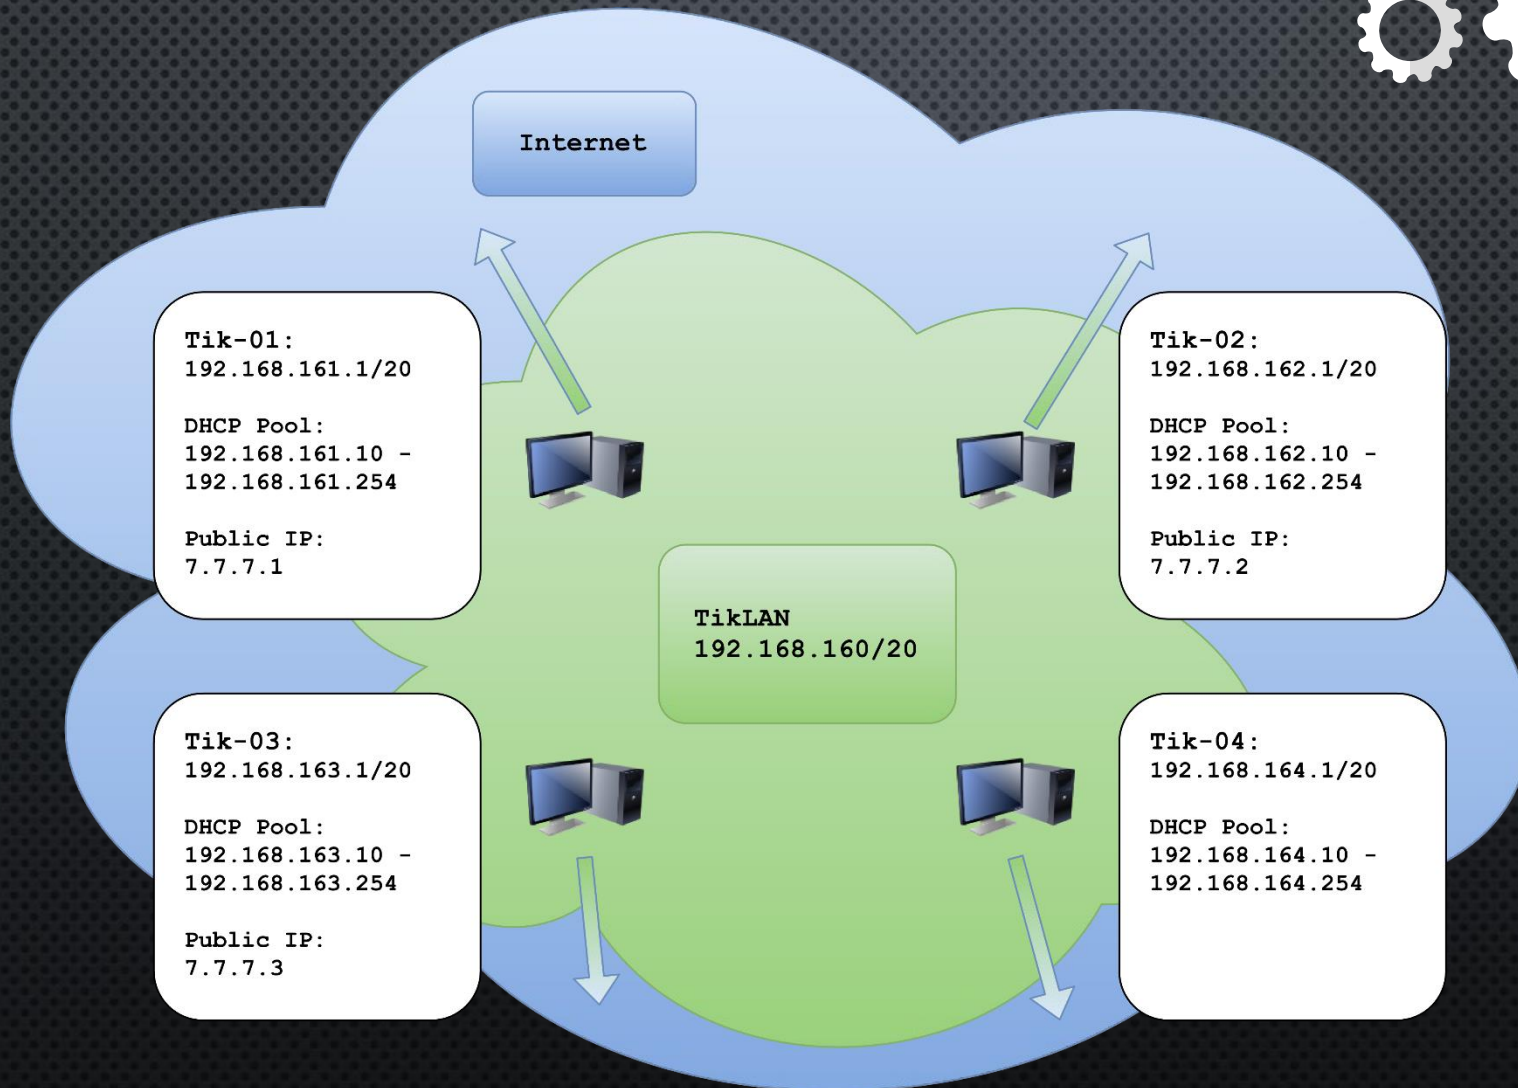 Internet
Tik-01:
192.168.161.1/20
DHCP Pool:
192.168.161.10 -
192.168.161.254
Public IP:
7.7.7.1
Tik-02:
192.168.162.1/20
DHCP Pool:
192.168.162.10 -
192.168.162.254
Public IP:
7.7.7.2
TikLAN
192.168.160/20
Tik-03:
192.168.163.1/20
DHCP Pool:
192.168.163.10 -
192.168.163.254
Public IP:
7.7.7.3
Tik-04:
192.168.164.1/20
DHCP Pool:
192.168.164.10 -
192.168.164.254